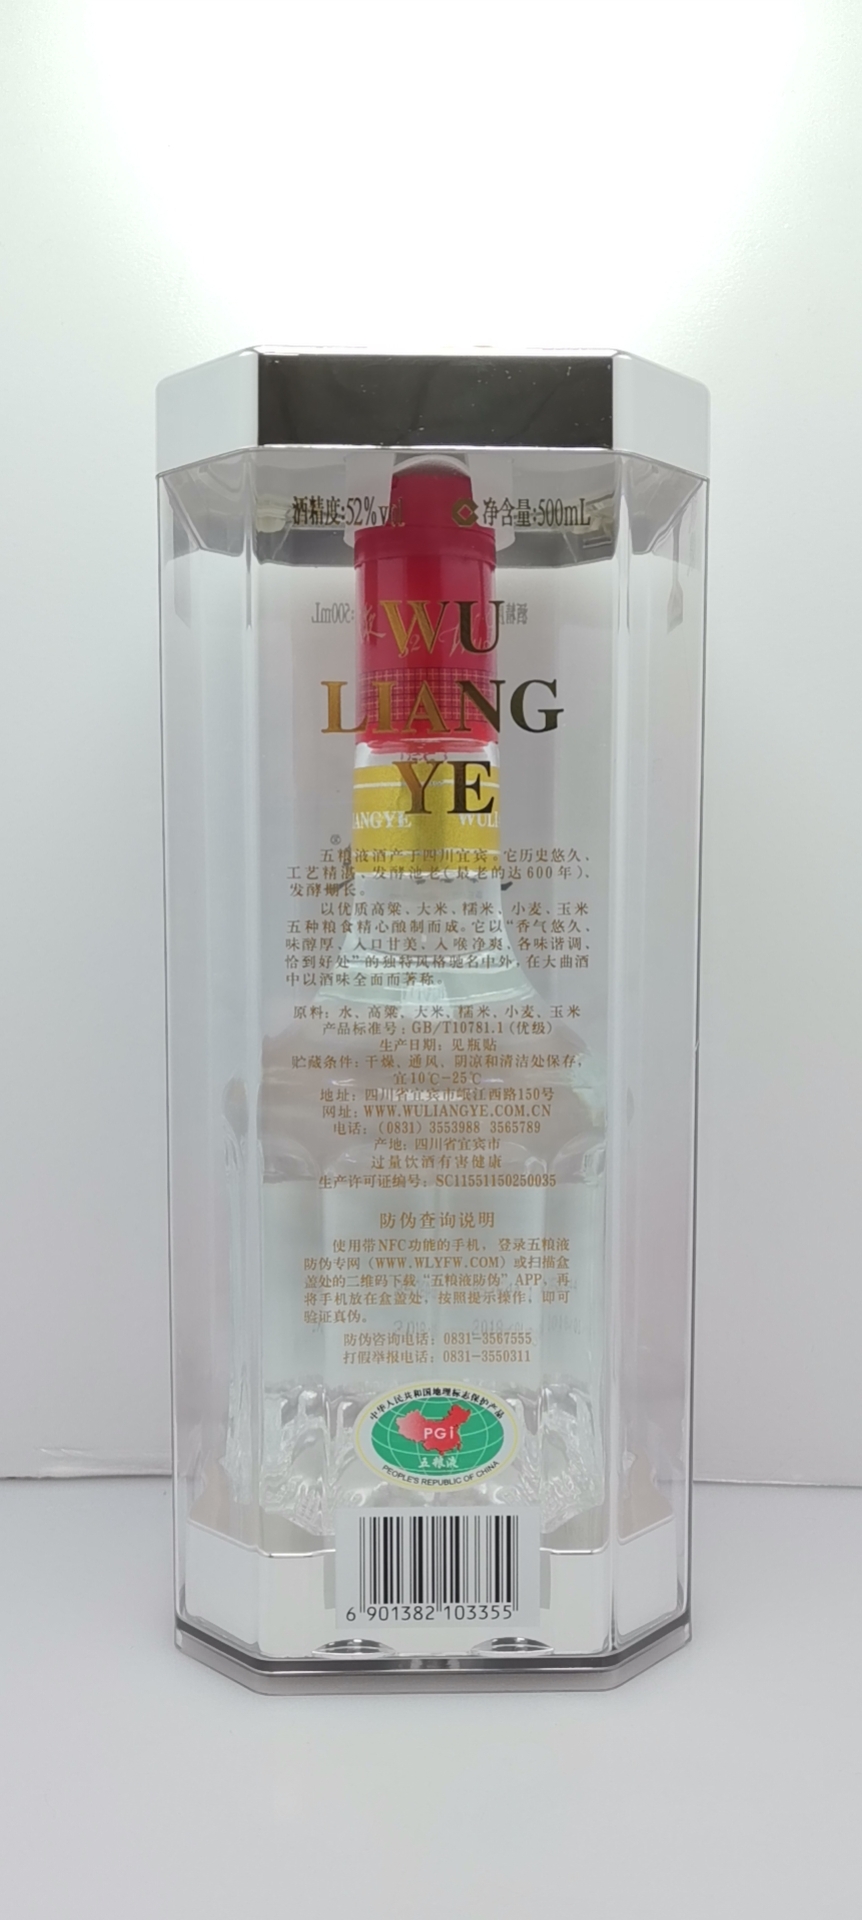 酒精度:52%vol 净含量:500mL
WU
LIANG
YE
ANGYE WULI
五粮液酒产于四川宜宾。它历史悠久、
工艺精湛、发酵池老(最老的达600年)、
发酵期长。
以优质高粱、大米、糯米、小麦、玉米
五种粮食精心酿制而成。它以“香气悠久、
味醇厚、入口甘美、入喉净爽、各味谐调、
恰到好处”的独特风格驰名中外,在大曲酒
中以酒味全面而著称。
原料: 水、高粱、大米、糯米、小麦、玉米
产品标准号: GB/T10781.1(优级)
生产日期: 见瓶贴
贮藏条件: 干燥、通风、阴凉和清洁处保存,
宜10℃-25℃
地址: 四川省宜宾市岷江西路150号
网址: WWW.WULIANGYE.COM.CN
电话: (0831) 3553988 3565789
产地: 四川省宜宾市
过量饮酒有害健康
生产许可证编号: SC11551150250035
防伪查询说明
使用带NFC功能的手机, 登录五粮液
防伪专网 (WWW.WLYFW.COM) 或扫描盒
盖处的二维码下载 “五粮液防伪” APP, 再
将手机放在盒盖处, 按照提示操作, 即可
验证真伪。
防伪咨询电话: 0831-3567555
打假举报电话: 0831-3550311
中华人民共和国地理标志保护产品
PGI
五粮液
PEOPLE'S REPUBLIC OF CHINA
6 901382 103355